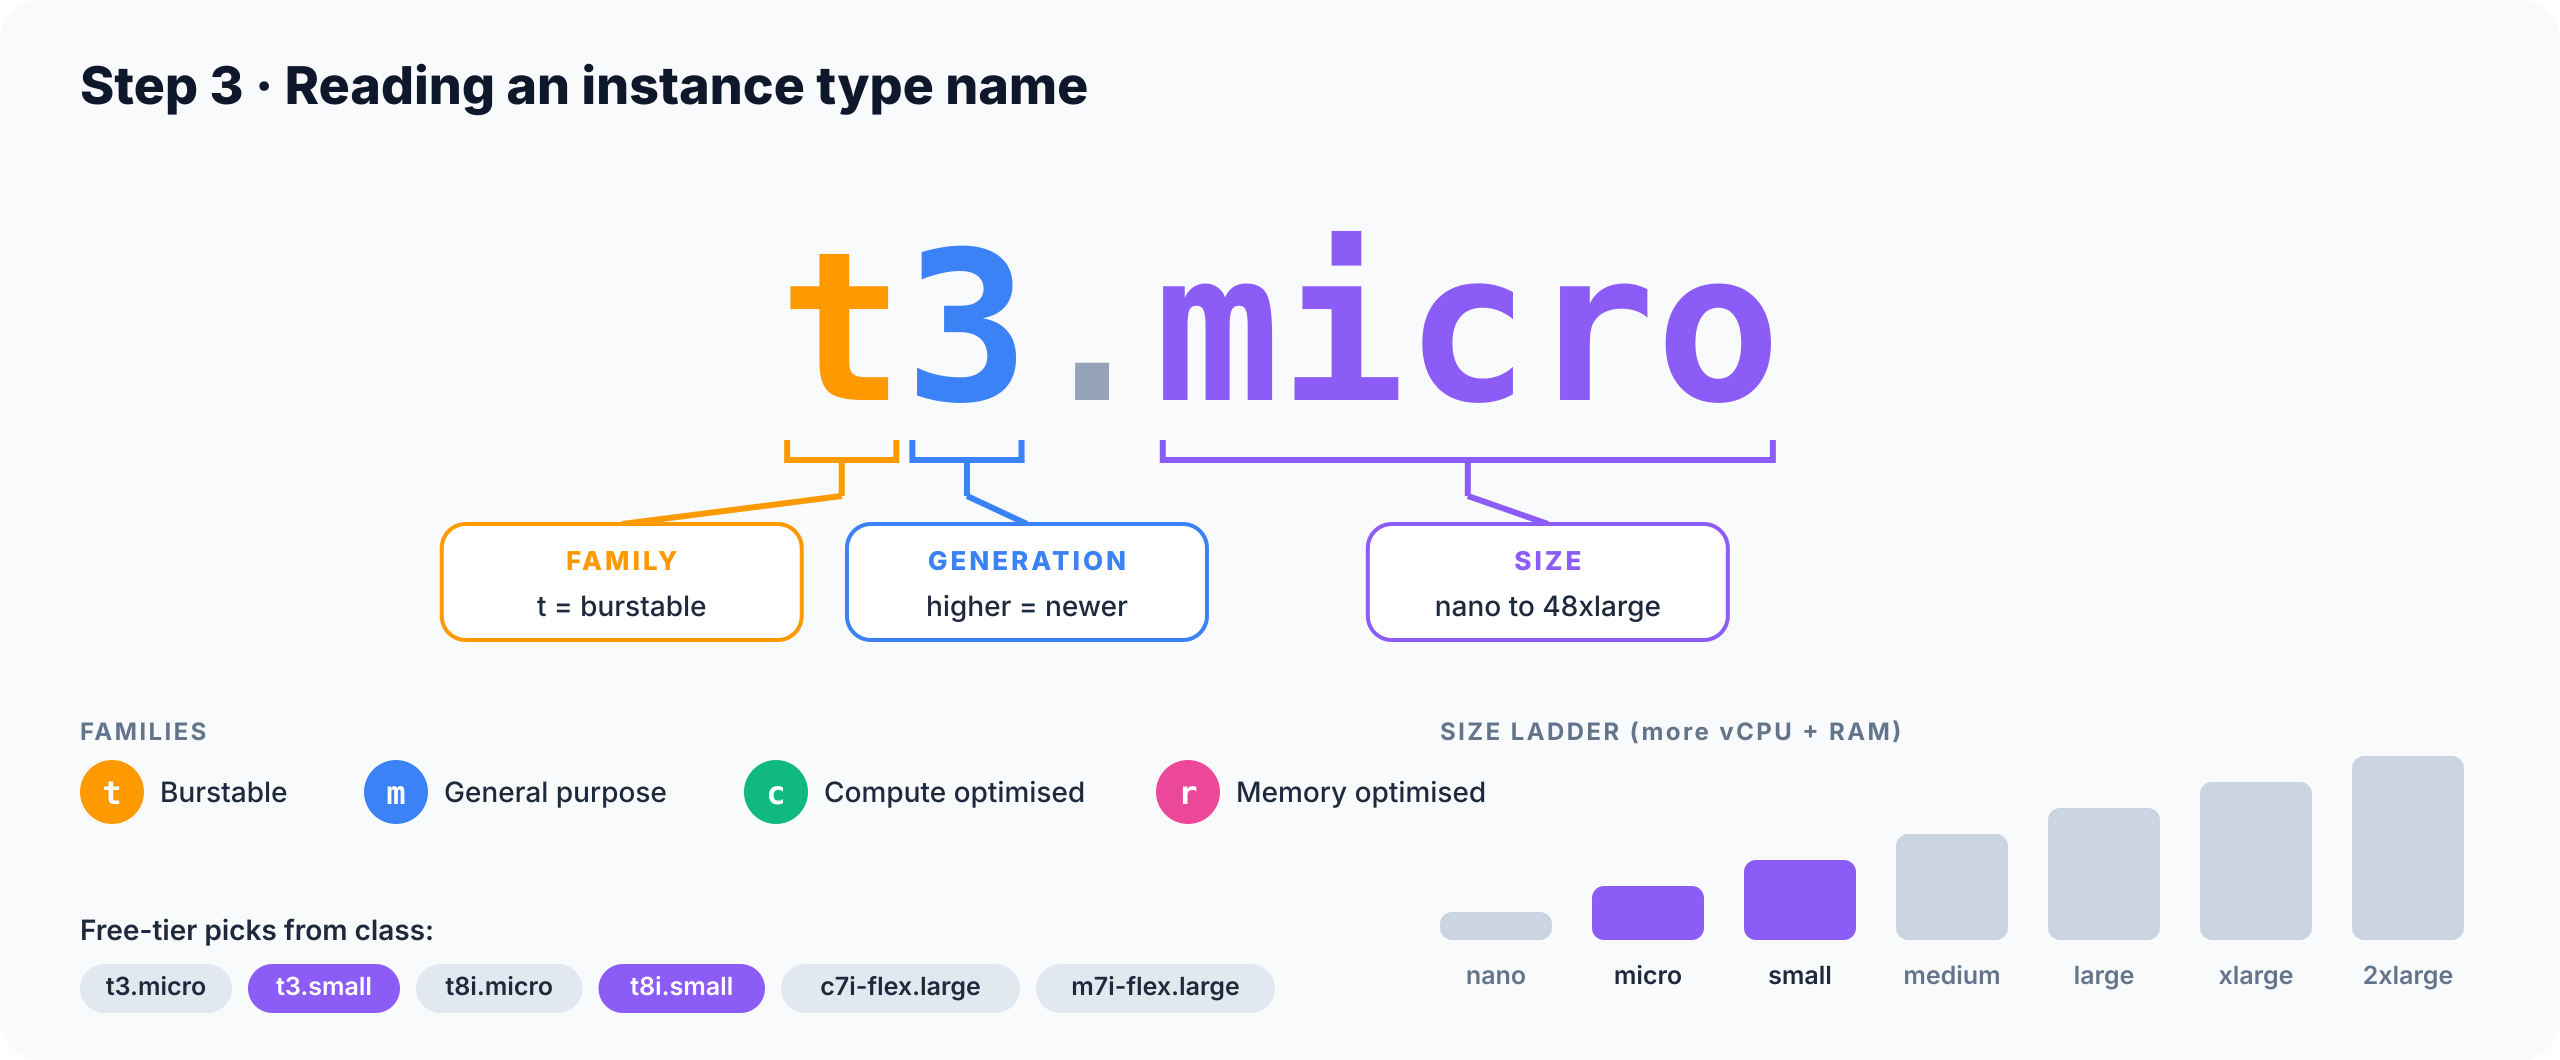 Step 3 · Reading an instance type name
t3.micro
FAMILY
t = burstable
GENERATION
higher = newer
SIZE
nano to 48xlarge
FAMILIES
t Burstable
m General purpose
c Compute optimised
r Memory optimised
SIZE LADDER (more vCPU + RAM)
nano micro small medium large xlarge 2xlarge
Free-tier picks from class:
t3.micro t3.small t8i.micro t8i.small c7i-flex.large m7i-flex.large